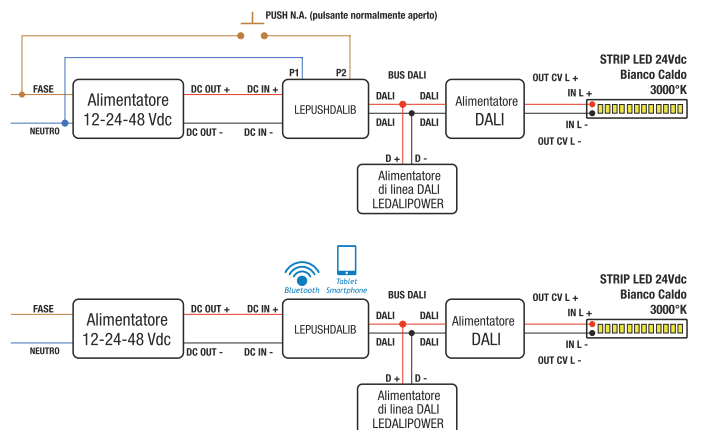 PUSH N.A. (pulsante normalmente aperto)
P1
P2
FASE
NEUTRO
Alimentatore
12-24-48 Vdc
DC OUT +
DC IN +
DC OUT -
DC IN -
LEPUSHDALIB
BUS DALI
DALI
DALI
DALI
DALI
D +
D -
Alimentatore
di linea DALI
LEDALIPOWER
Alimentatore
DALI
OUT CV L +
IN L +
IN L -
OUT CV L -
STRIP LED 24Vdc
Bianco Caldo
3000°K
Bluetooth
Tablet
Smartphone
FASE
NEUTRO
Alimentatore
12-24-48 Vdc
DC OUT +
DC IN +
DC OUT -
DC IN -
LEPUSHDALIB
BUS DALI
DALI
DALI
DALI
DALI
D +
D -
Alimentatore
di linea DALI
LEDALIPOWER
Alimentatore
DALI
OUT CV L +
IN L +
IN L -
OUT CV L -
STRIP LED 24Vdc
Bianco Caldo
3000°K